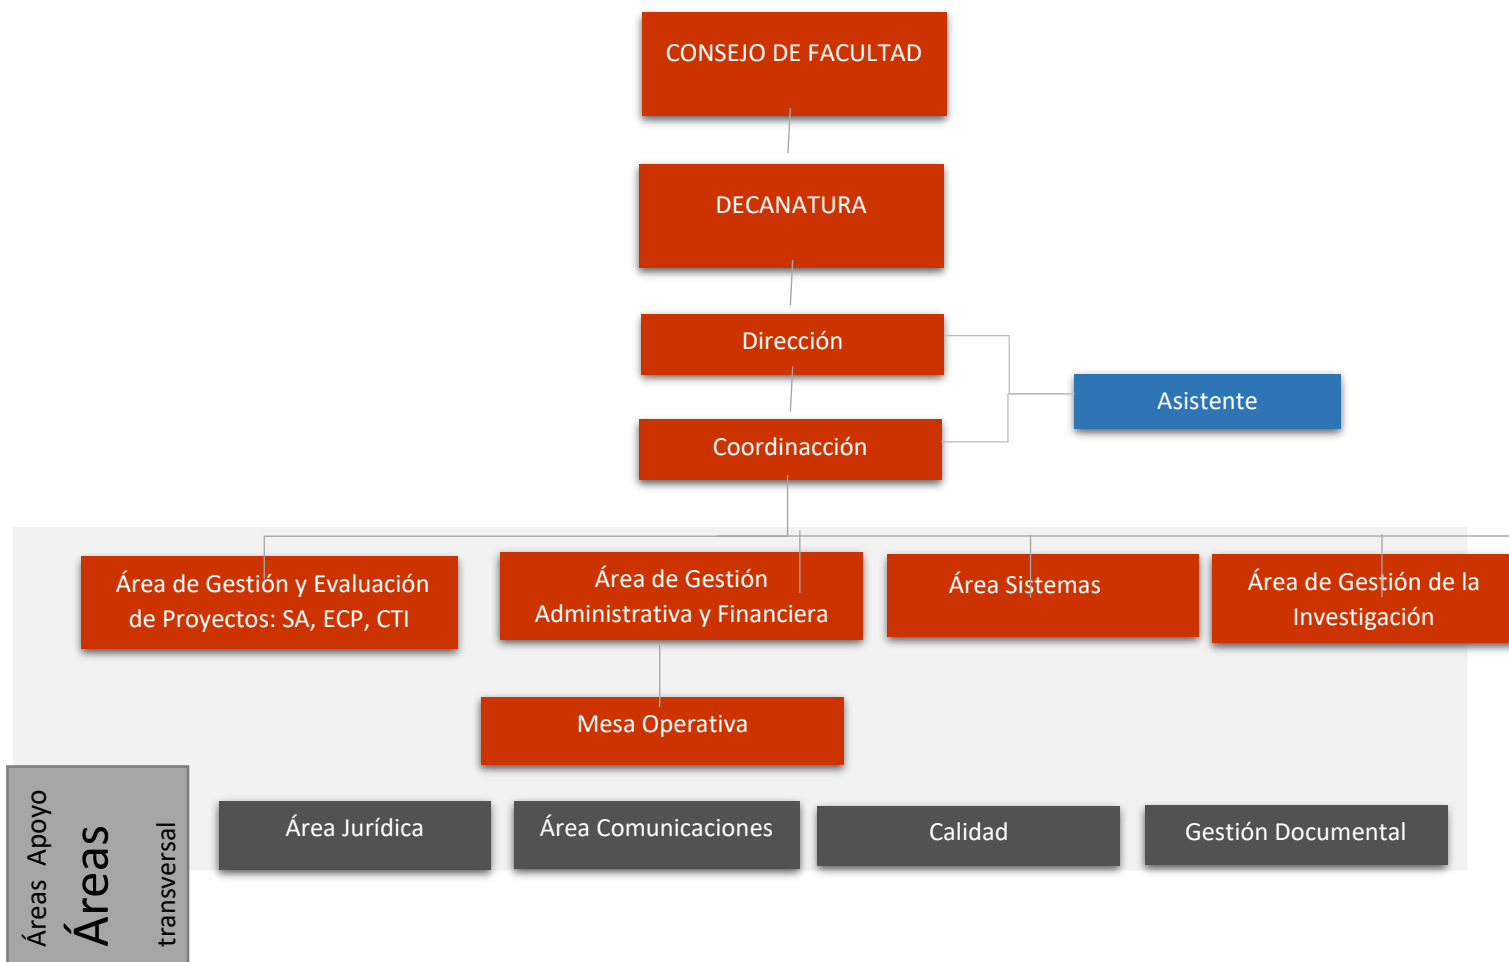 CONSEJO DE FACULTAD
DECANATURA
Dirección
Asistente
Coordinacción
Área de Gestión y Evaluación
de Proyectos: SA, ECP, CTI
Área de Gestión
Administrativa y Financiera
Área Sistemas
Área de Gestión de la
Investigación
Mesa Operativa
Áreas Apoyo
Áreas
transversal
Área Jurídica
Área Comunicaciones
Calidad
Gestión Documental